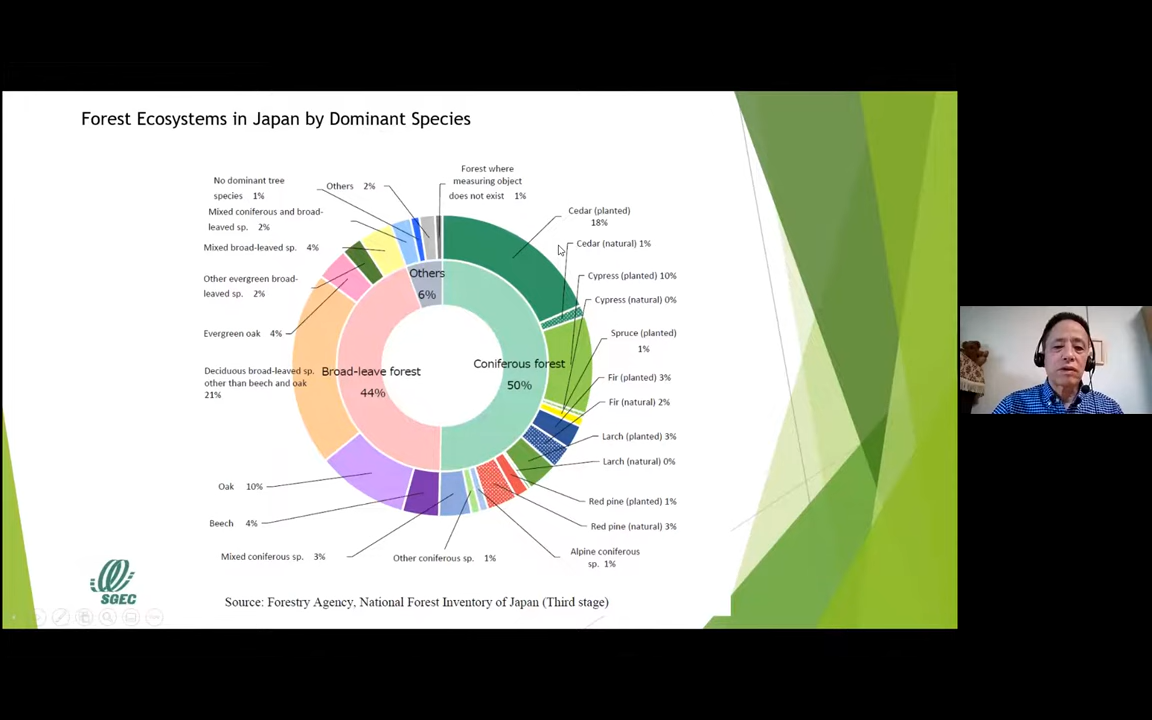 Forest Ecosystems in Japan by Dominant Species
Forest where
measuring object
does not exist 1%
No dominant tree
species 1%
Others 2%
Mixed coniferous and broad-
leaved sp. 2%
Mixed broad-leaved sp. 4%
Other evergreen broad-
leaved sp. 2%
Evergreen oak 4%
Deciduous broad-leaved sp.
other than beech and oak
21%
Oak 10%
Beech 4%
Mixed coniferous sp. 3%
Other coniferous sp. 1%
Cedar (planted)
18%
Cedar (natural) 1%
Cypress (planted) 10%
Cypress (natural) 0%
Spruce (planted)
1%
Fir (planted) 3%
Fir (natural) 2%
Larch (planted) 3%
Larch (natural) 0%
Red pine (planted) 1%
Red pine (natural) 3%
Alpine coniferous
sp. 1%
Others
6%
Broad-leave forest
44%
Coniferous forest
50%
SGEC
Source: Forestry Agency, National Forest Inventory of Japan (Third stage)